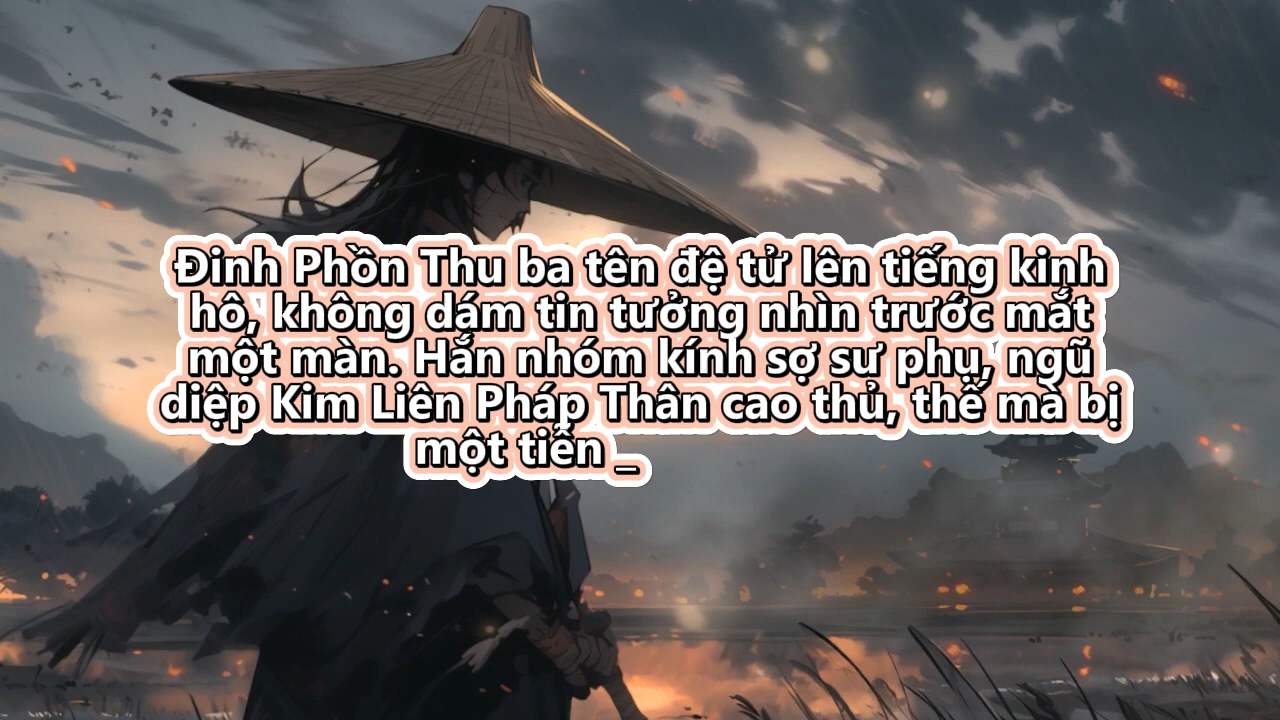 Đinh Phồn Thu ba tên đệ tử lên tiếng kinh
hô, không dám tin tưởng nhìn trước mắt
một màn. Hắn nhóm kính sợ sư phụ, ngũ
diệp Kim Liên Pháp Thân cao thủ, thế mà bị
một tiễn _